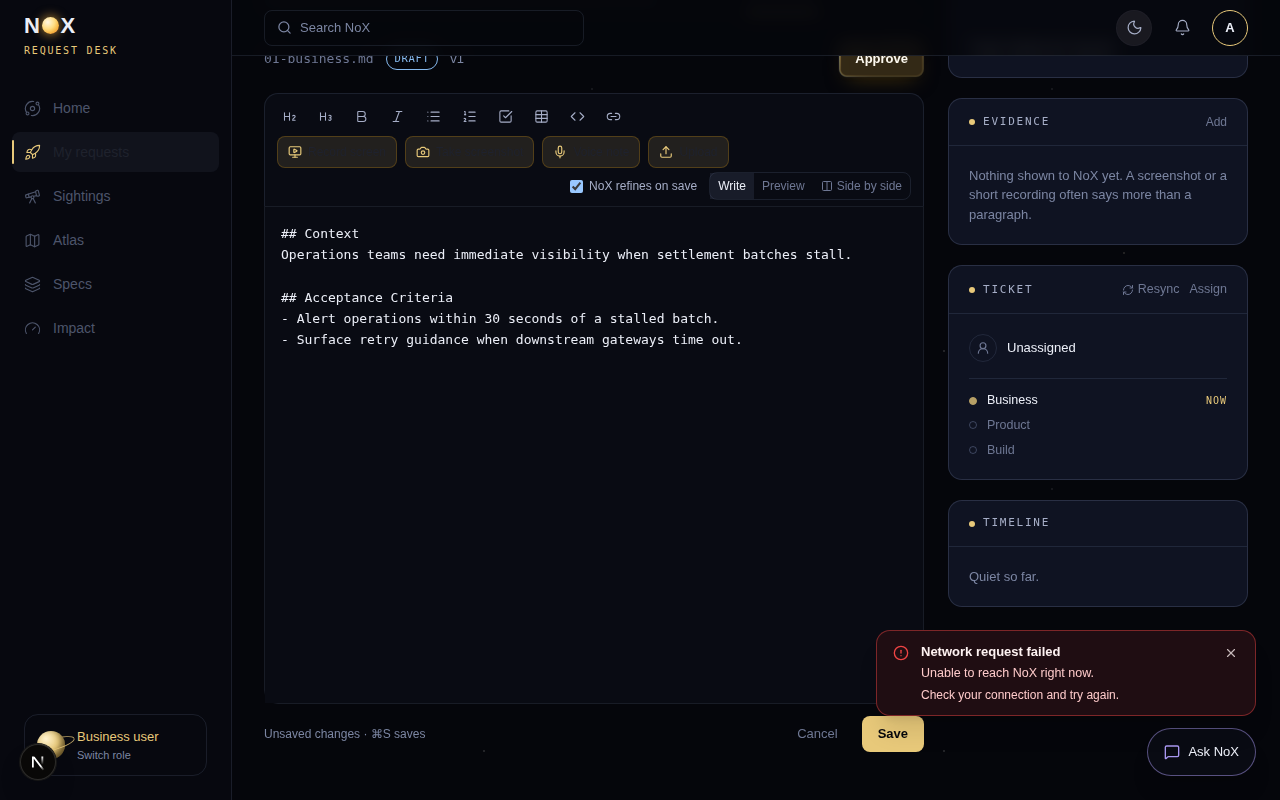 NOX
REQUEST DESK
Search NoX
A
Home
My requests
Sightings
Atlas
Specs
Impact
Business user
Switch role
N
01-business.md DRAFT v1
Approve
H2 H3 B I
NoX refines on save Write Preview Side by side
## Context
Operations teams need immediate visibility when settlement batches stall.
## Acceptance Criteria
- Alert operations within 30 seconds of a stalled batch.
- Surface retry guidance when downstream gateways time out.
Unsaved changes · ⌘S saves
Cancel Save
EVIDENCE Add
Nothing shown to NoX yet. A screenshot or a
short recording often says more than a
paragraph.
TICKET Resync Assign
Unassigned
Business NOW
Product
Build
TIMELINE
Quiet so far.
Network request failed
Unable to reach NoX right now.
Check your connection and try again.
Ask NoX